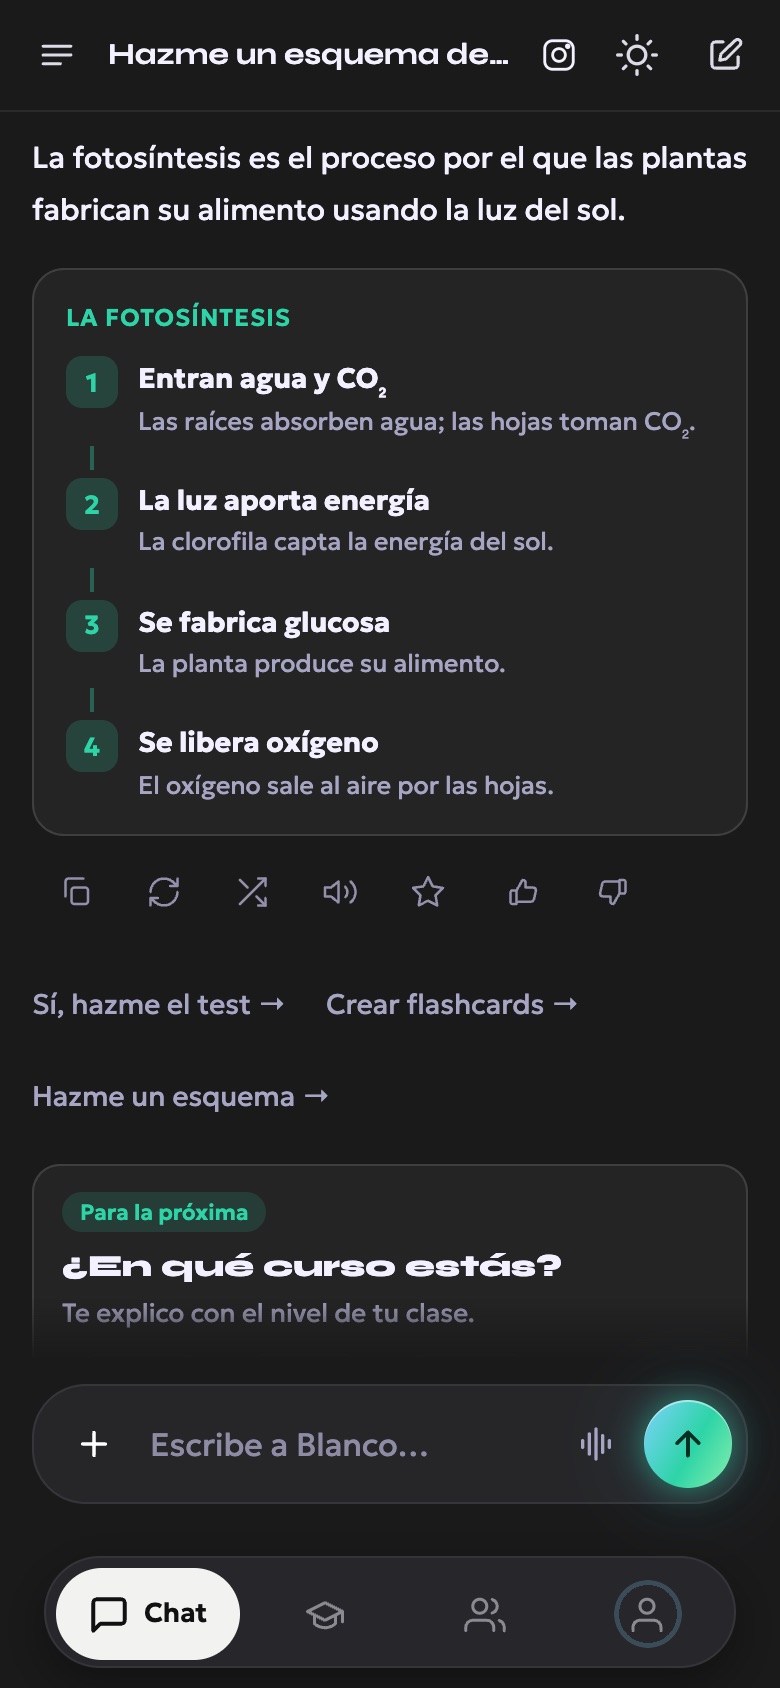 Hazme un esquema de...
La fotosíntesis es el proceso por el que las plantas
fabrican su alimento usando la luz del sol.
LA FOTOSÍNTESIS
1
Entran agua y CO₂
Las raíces absorben agua; las hojas toman CO₂.
2
La luz aporta energía
La clorofila capta la energía del sol.
3
Se fabrica glucosa
La planta produce su alimento.
4
Se libera oxígeno
El oxígeno sale al aire por las hojas.
Sí, hazme el test → Crear flashcards →
Hazme un esquema →
Para la próxima
¿En qué curso estás?
Te explico con el nivel de tu clase.
Escribe a Blanco...
Chat